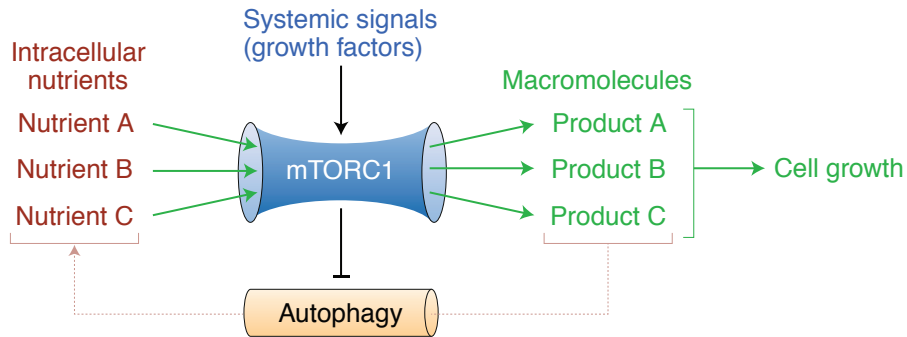 Systemic signals
(growth factors)
Intracellular
nutrients
Macromolecules
Nutrient A
Product A
Nutrient B
mTORC1
Product B
Cell growth
Nutrient C
Product C
Autophagy